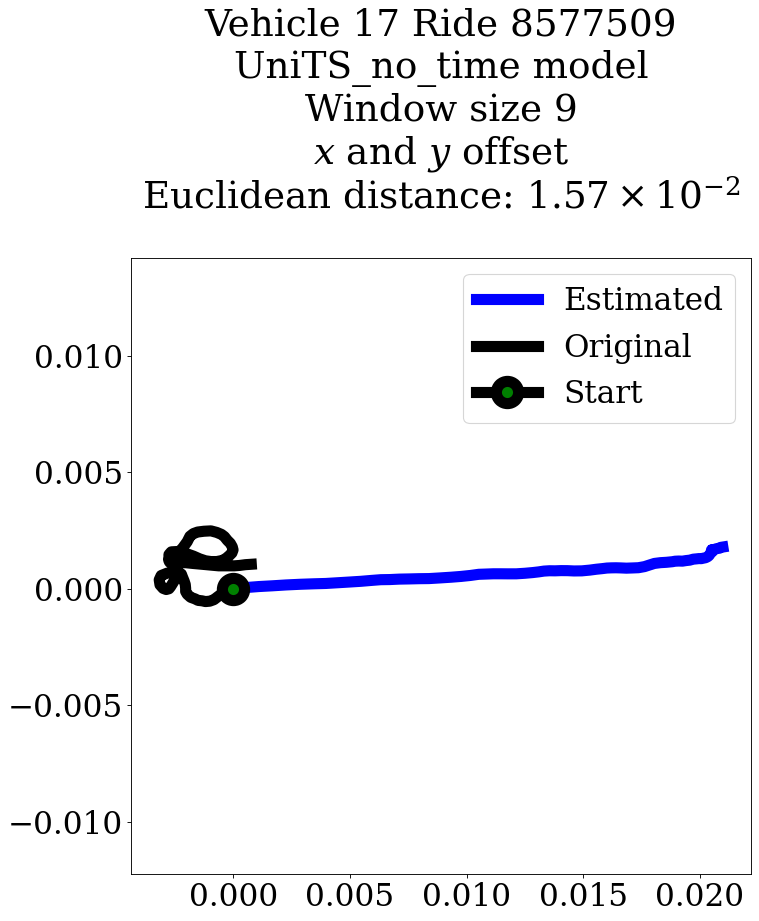 Vehicle 17 Ride 8577509
UniTS_no_time model
Window size 9
x and y offset
Euclidean distance: 1.57 × 10⁻²
Estimated
Original
Start
0.010
0.005
0.000
−0.005
−0.010
0.000 0.005 0.010 0.015 0.020